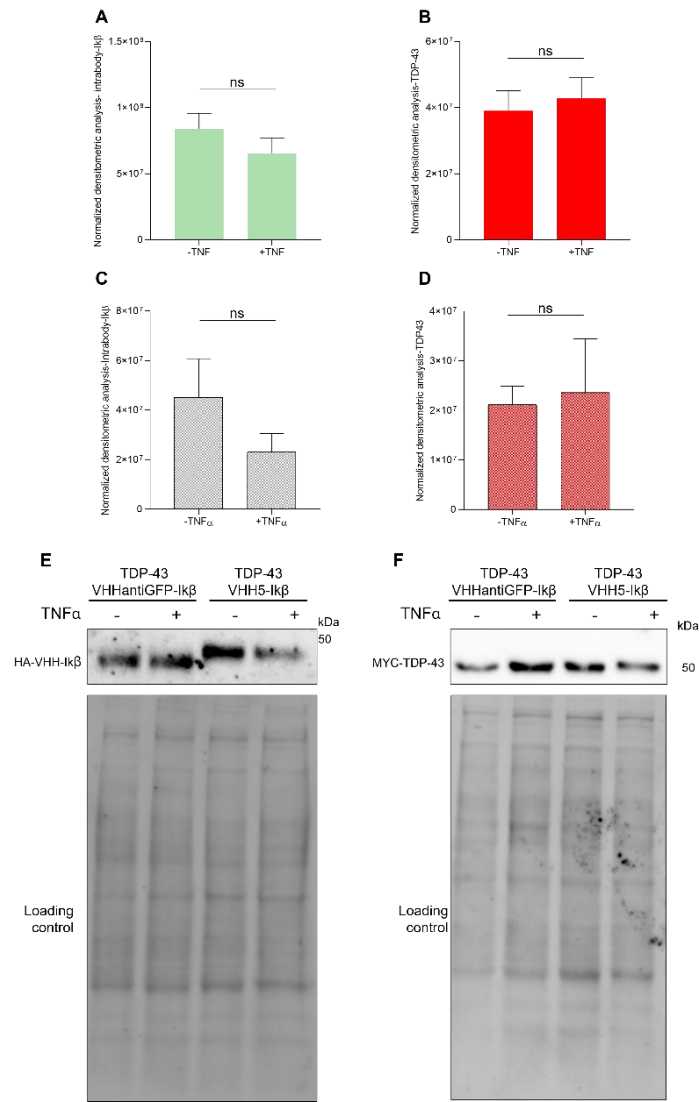 A
Normalized densitometric analysis- intrabody-Ikβ
1.5×10⁹
1×10⁹
5×10⁷
0
ns
-TNF
+TNF
B
Normalized densitometric analysis-TDP-43
6×10⁷
4×10⁷
2×10⁷
0
ns
-TNF
+TNF
C
Normalized densitometric analysis-Intrabody-Ikβ
8×10⁷
6×10⁷
4×10⁷
2×10⁷
0
ns
-TNFα
+TNFα
D
Normalized densitometric analysis-TDP43
4×10⁷
3×10⁷
2×10⁷
1×10⁷
0
ns
-TNFα
+TNFα
E
TDP-43 TDP-43
VHHantiGFP-Ikβ VHH5-Ikβ
TNFα - + - +
kDa
50
HA-VHH-Ikβ
Loading
control
F
TDP-43 TDP-43
VHHantiGFP-Ikβ VHH5-Ikβ
TNFα - + - +
kDa
MYC-TDP-43
50
Loading
control